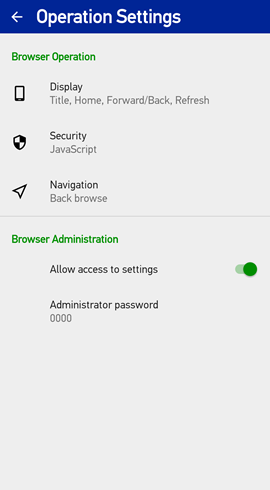 Operation Settings
Browser Operation
Display
Title, Home, Forward/Back, Refresh
Security
JavaScript
Navigation
Back browse
Browser Administration
Allow access to settings
Administrator password
0000